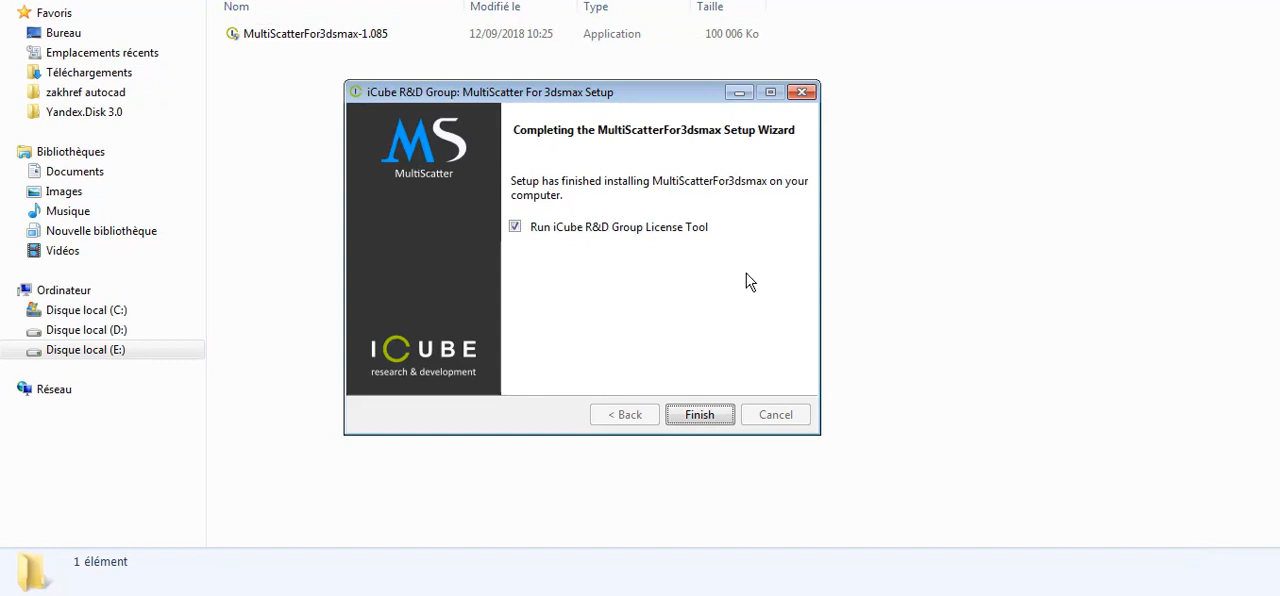 Nom Modifié le Type Taille
MultiScatterFor3dsmax-1.085 12/09/2018 10:25 Application 100 006 Ko
Favoris
Bureau
Emplacements récents
Téléchargements
zakhref autocad
Yandex.Disk 3.0
Bibliothèques
Documents
Images
Musique
Nouvelle bibliothèque
Vidéos
Ordinateur
Disque local (C:)
Disque local (D:)
Disque local (E:)
Réseau
iCube R&D Group: MultiScatter For 3dsmax Setup
MS
MultiScatter
ICUBE
research & development
Completing the MultiScatterFor3dsmax Setup Wizard
Setup has finished installing MultiScatterFor3dsmax on your
computer.
Run iCube R&D Group License Tool
< Back Finish Cancel
1 élément